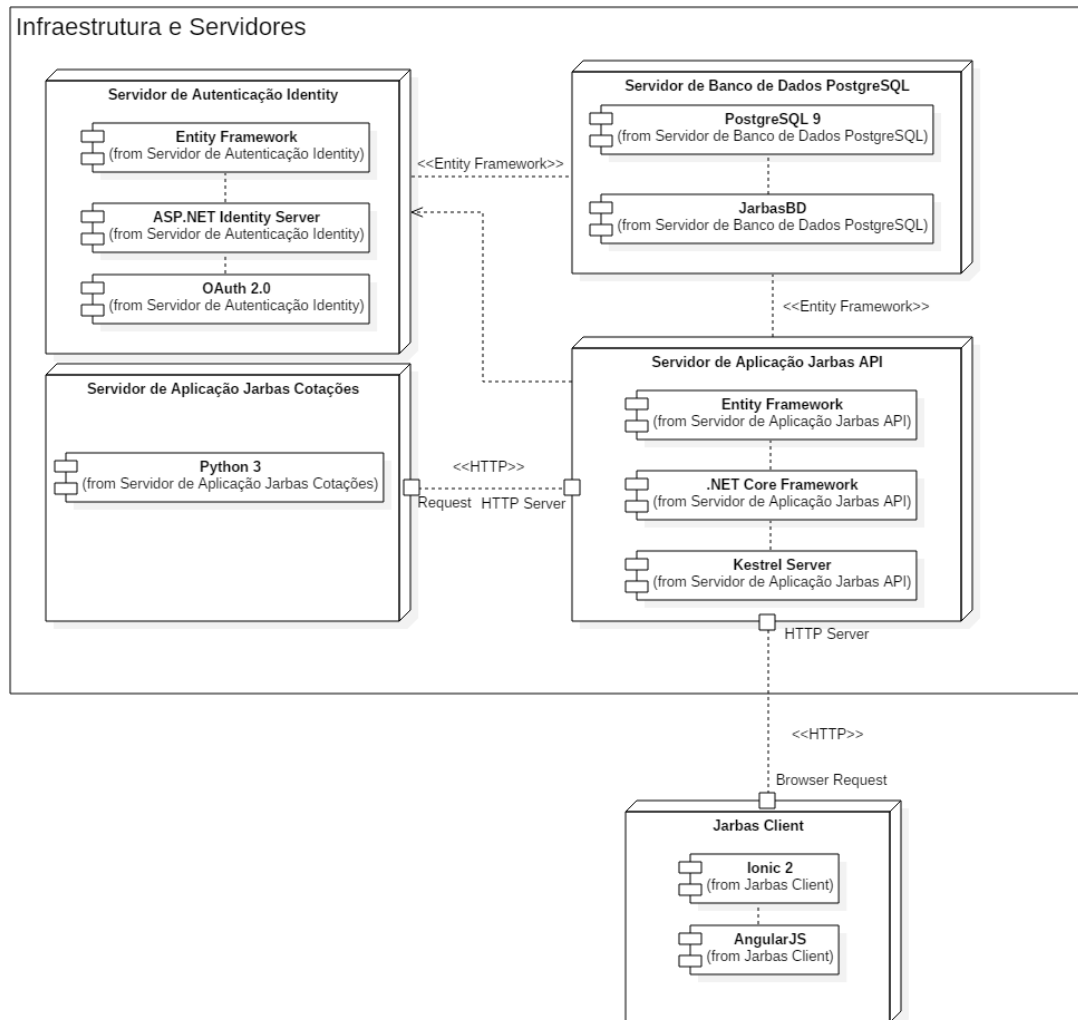 Infraestrutura e Servidores
Servidor de Autenticação Identity
Entity Framework
(from Servidor de Autenticação Identity)
ASP.NET Identity Server
(from Servidor de Autenticação Identity)
OAuth 2.0
(from Servidor de Autenticação Identity)
<<Entity Framework>>
Servidor de Banco de Dados PostgreSQL
PostgreSQL 9
(from Servidor de Banco de Dados PostgreSQL)
JarbasBD
(from Servidor de Banco de Dados PostgreSQL)
<<Entity Framework>>
Servidor de Aplicação Jarbas Cotações
Python 3
(from Servidor de Aplicação Jarbas Cotações)
<<HTTP>>
Request
HTTP Server
Servidor de Aplicação Jarbas API
Entity Framework
(from Servidor de Aplicação Jarbas API)
.NET Core Framework
(from Servidor de Aplicação Jarbas API)
Kestrel Server
(from Servidor de Aplicação Jarbas API)
HTTP Server
<<HTTP>>
Browser Request
Jarbas Client
Ionic 2
(from Jarbas Client)
AngularJS
(from Jarbas Client)